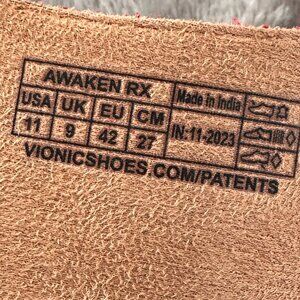 AWAKEN RX
Made in India
USA UK EU CM
11 9 42 27
IN:11-2023
VIONICSHOES.COM/PATENTS